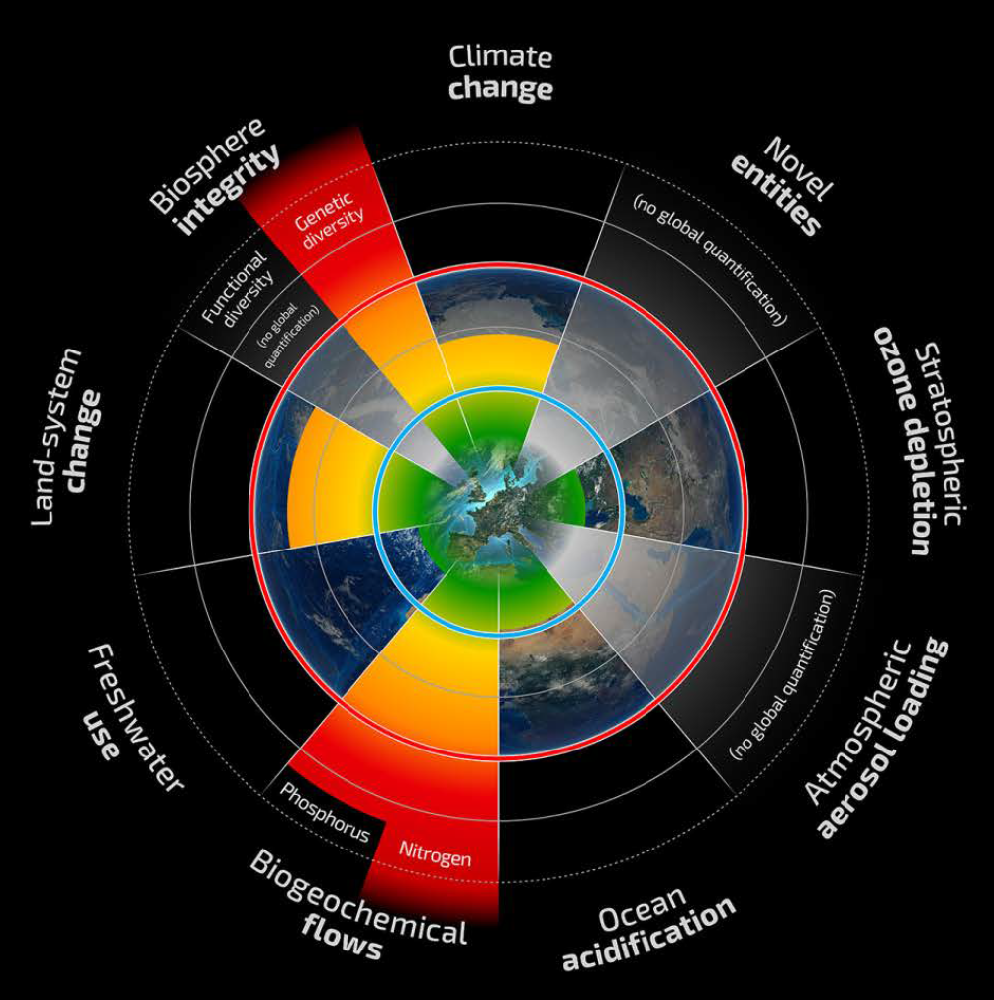 Climate
change
Novel
entities
(no global quantification)
Stratospheric
ozone depletion
Atmospheric
aerosol loading
(no global quantification)
Ocean
acidification
Biogeochemical
flows
Phosphorus
Nitrogen
Freshwater
use
Land-system
change
Biosphere
integrity
Functional
diversity
(no global
quantification)
Genetic
diversity